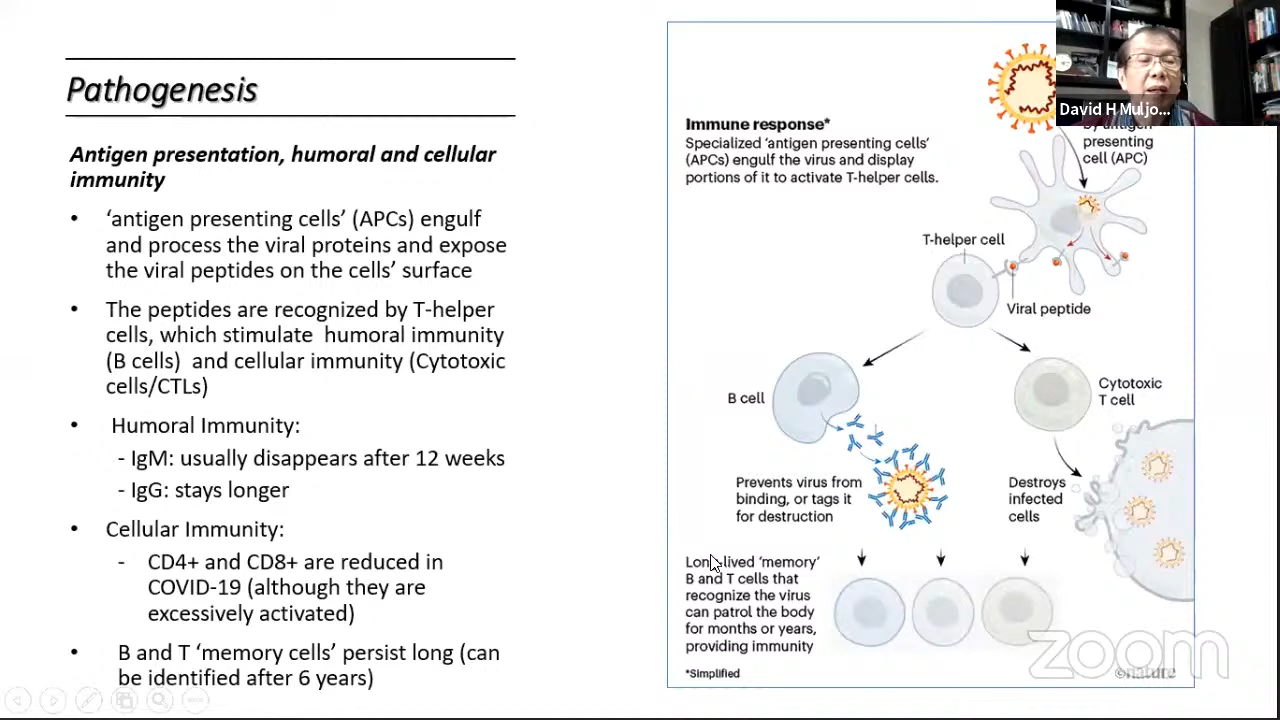 Pathogenesis
Antigen presentation, humoral and cellular
immunity
• ‘antigen presenting cells’ (APCs) engulf
and process the viral proteins and expose
the viral peptides on the cells’ surface
• The peptides are recognized by T-helper
cells, which stimulate humoral immunity
(B cells) and cellular immunity (Cytotoxic
cells/CTLs)
• Humoral Immunity:
- IgM: usually disappears after 12 weeks
- IgG: stays longer
• Cellular Immunity:
- CD4+ and CD8+ are reduced in
COVID-19 (although they are
excessively activated)
• B and T ‘memory cells’ persist long (can
be identified after 6 years)
David H Muljo...
Immune response*
Specialized ‘antigen presenting cells’
(APCs) engulf the virus and display
portions of it to activate T-helper cells.
by antigen
presenting
cell (APC)
T-helper cell
Viral peptide
B cell
Cytotoxic
T cell
Prevents virus from
binding, or tags it
for destruction
Destroys
infected
cells
Long-lived ‘memory’
B and T cells that
recognize the virus
can patrol the body
for months or years,
providing immunity
*Simplified
©nature
zoom